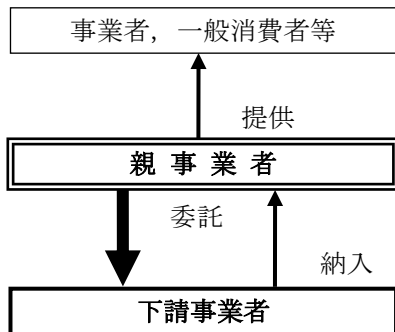 事業者，一般消費者等
提供
親 事 業 者
委託
納入
下請事業者